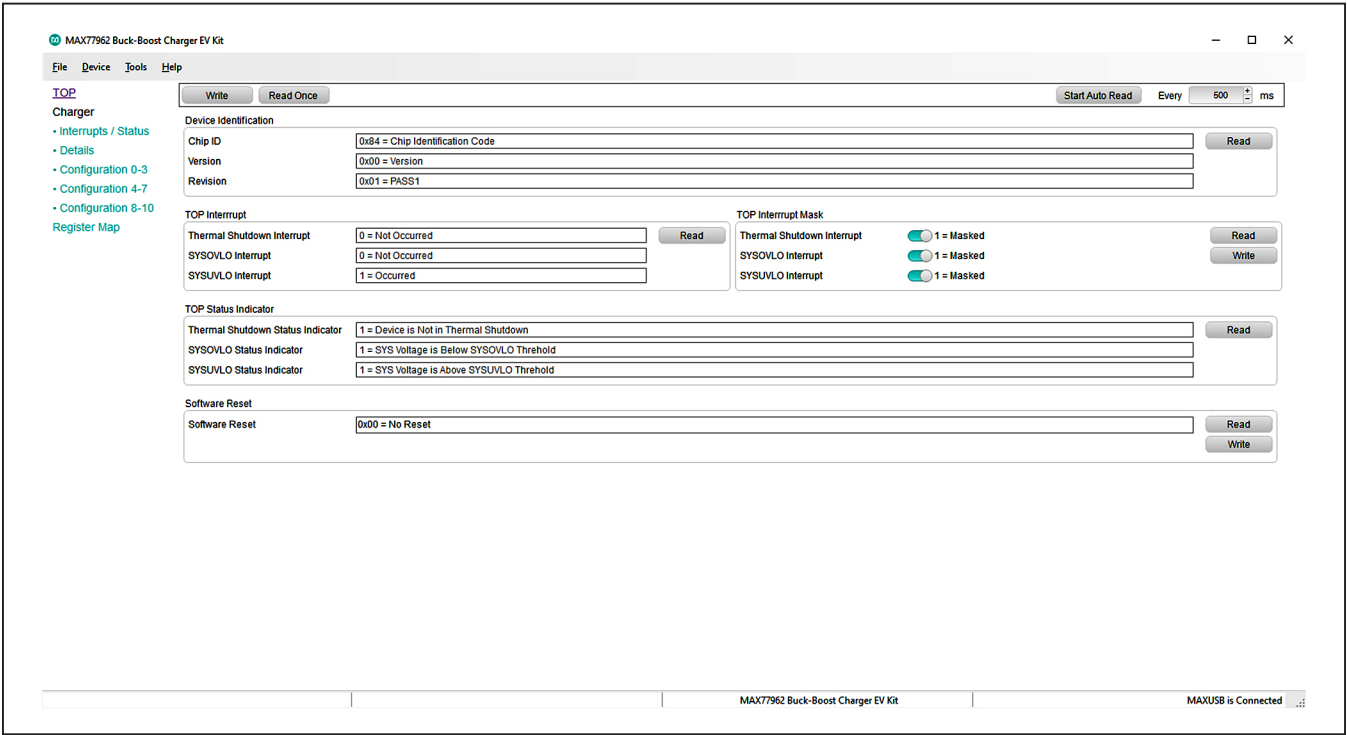 MAX77962 Buck-Boost Charger EV Kit
File Device Tools Help
TOP
Charger
• Interrupts / Status
• Details
• Configuration 0-3
• Configuration 4-7
• Configuration 8-10
Register Map
Write Read Once Start Auto Read Every 500 ms
Device Identification
Chip ID 0x84 = Chip Identification Code Read
Version 0x00 = Version
Revision 0x01 = PASS1
TOP Interrrupt
Thermal Shutdown Interrupt 0 = Not Occurred Read
SYSOVLO Interrupt 0 = Not Occurred
SYSUVLO Interrupt 1 = Occurred
TOP Interrrupt Mask
Thermal Shutdown Interrupt 1 = Masked Read
SYSOVLO Interrupt 1 = Masked Write
SYSUVLO Interrupt 1 = Masked
TOP Status Indicator
Thermal Shutdown Status Indicator 1 = Device is Not in Thermal Shutdown Read
SYSOVLO Status Indicator 1 = SYS Voltage is Below SYSOVLO Threhold
SYSUVLO Status Indicator 1 = SYS Voltage is Above SYSUVLO Threhold
Software Reset
Software Reset 0x00 = No Reset Read
Write
MAX77962 Buck-Boost Charger EV Kit MAXUSB is Connected